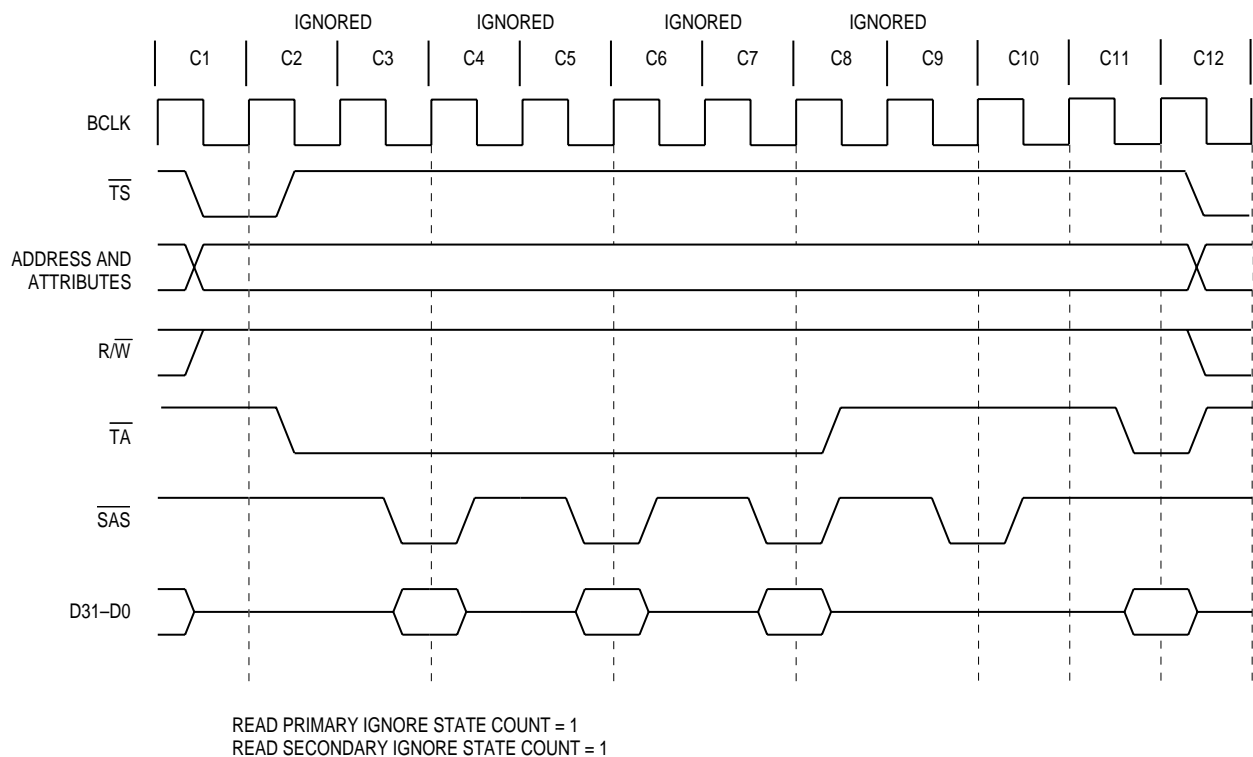 IGNORED IGNORED IGNORED IGNORED
C1 C2 C3 C4 C5 C6 C7 C8 C9 C10 C11 C12
BCLK
TS
ADDRESS AND
ATTRIBUTES
R/W
TA
SAS
D31–D0
READ PRIMARY IGNORE STATE COUNT = 1
READ SECONDARY IGNORE STATE COUNT = 1